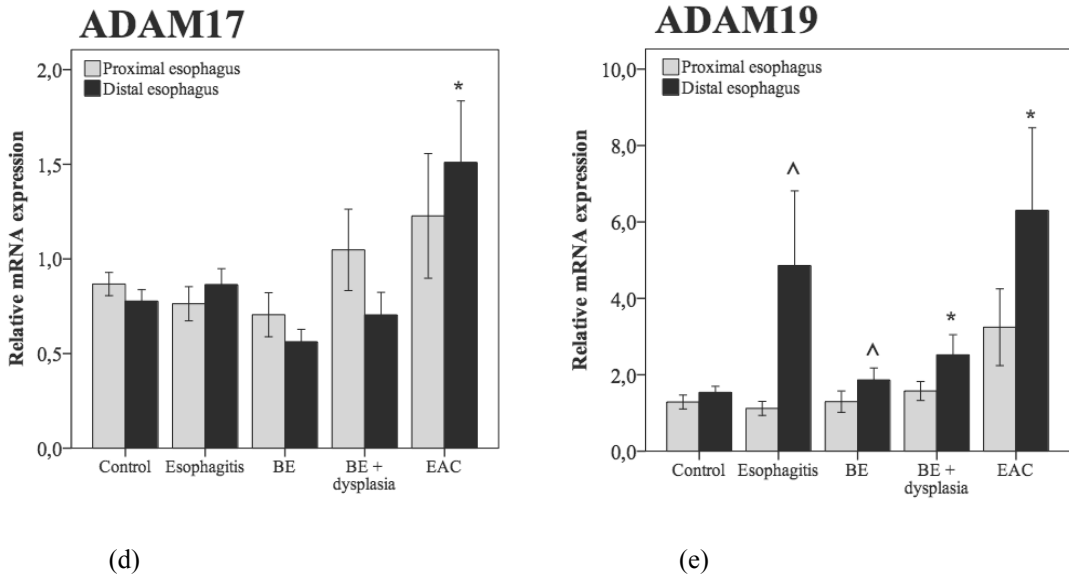 ADAM17
Relative mRNA expression
2,0
1,5
1,0
0,5
0,0
Proximal esophagus
Distal esophagus
*
Control
Esophagitis
BE
BE +
dysplasia
EAC
(d)
ADAM19
Relative mRNA expression
10,0
8,0
6,0
4,0
2,0
0,0
Proximal esophagus
Distal esophagus
^
^
*
*
Control
Esophagitis
BE
BE +
dysplasia
EAC
(e)